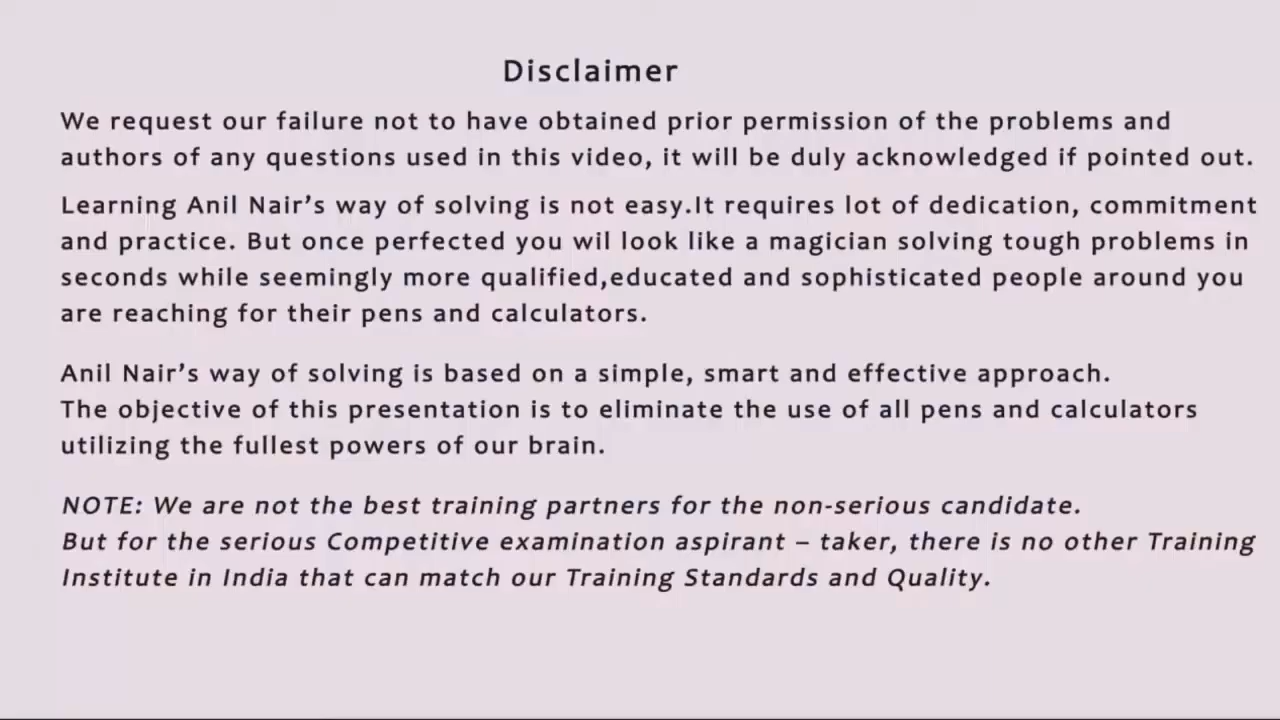 Disclaimer
We request our failure not to have obtained prior permission of the problems and
authors of any questions used in this video, it will be duly acknowledged if pointed out.
Learning Anil Nair’s way of solving is not easy.It requires lot of dedication, commitment
and practice. But once perfected you wil look like a magician solving tough problems in
seconds while seemingly more qualified,educated and sophisticated people around you
are reaching for their pens and calculators.
Anil Nair’s way of solving is based on a simple, smart and effective approach.
The objective of this presentation is to eliminate the use of all pens and calculators
utilizing the fullest powers of our brain.
NOTE: We are not the best training partners for the non-serious candidate.
But for the serious Competitive examination aspirant – taker, there is no other Training
Institute in India that can match our Training Standards and Quality.